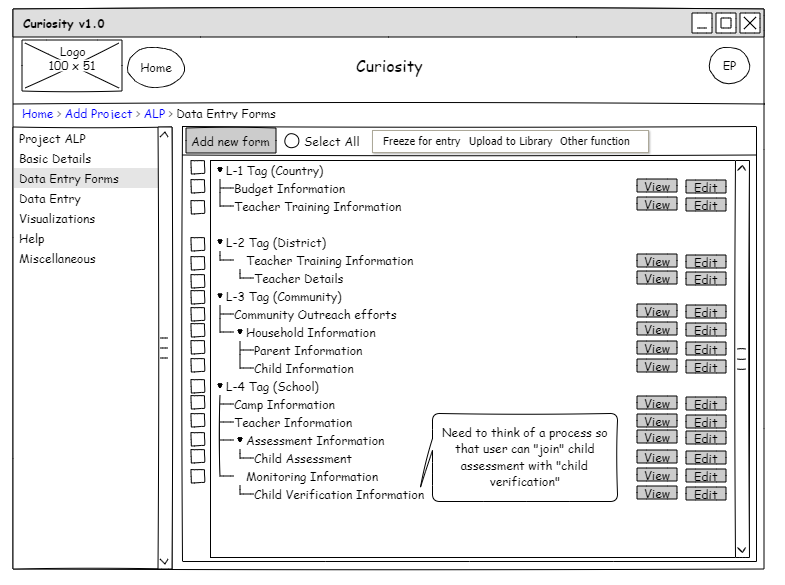 Curiosity v1.0
Logo
100 x 51
Home
Curiosity
EP
Home > Add Project > ALP > Data Entry Forms
Project ALP
Basic Details
Data Entry Forms
Data Entry
Visualizations
Help
Miscellaneous
Add new form
Select All
Freeze for entry Upload to Library Other function
L-1 Tag (Country)
Budget Information View Edit
Teacher Training Information View Edit
L-2 Tag (District)
Teacher Training Information View Edit
Teacher Details View Edit
L-3 Tag (Community)
Community Outreach efforts View Edit
Household Information View Edit
Parent Information View Edit
Child Information View Edit
L-4 Tag (School)
Camp Information View Edit
Teacher Information View Edit
Assessment Information View Edit
Child Assessment View Edit
Monitoring Information View Edit
Child Verification Information View Edit
Need to think of a process so
that user can "join" child
assessment with "child
verification"